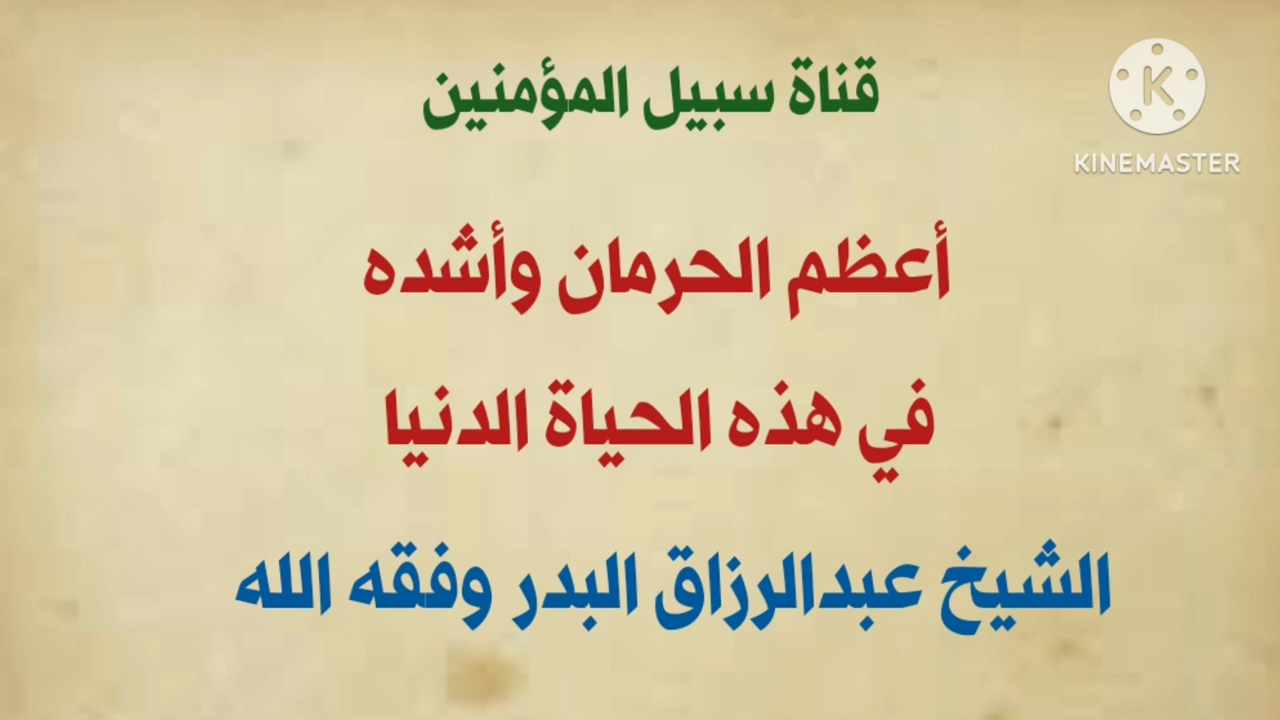 قناة سبيل المؤمنين
KINEMASTER
أعظم الحرمان وأشده
في هذه الحياة الدنيا
الشيخ عبدالرزاق البدر وفقه الله